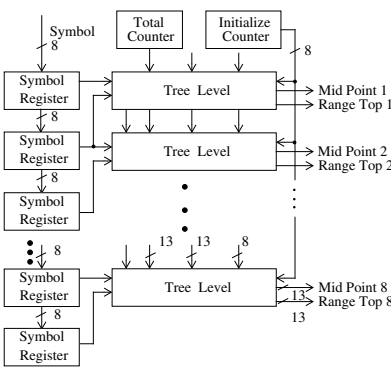 Symbol
8
Total
Counter
Initialize
Counter
8
Symbol
Register
Tree Level
Mid Point 1
Range Top 1
8
Symbol
Register
Tree Level
Mid Point 2
Range Top 2
8
Symbol
Register
8
13
13
8
Symbol
Register
Tree Level
Mid Point 8
13
Range Top 8
13
8
Symbol
Register